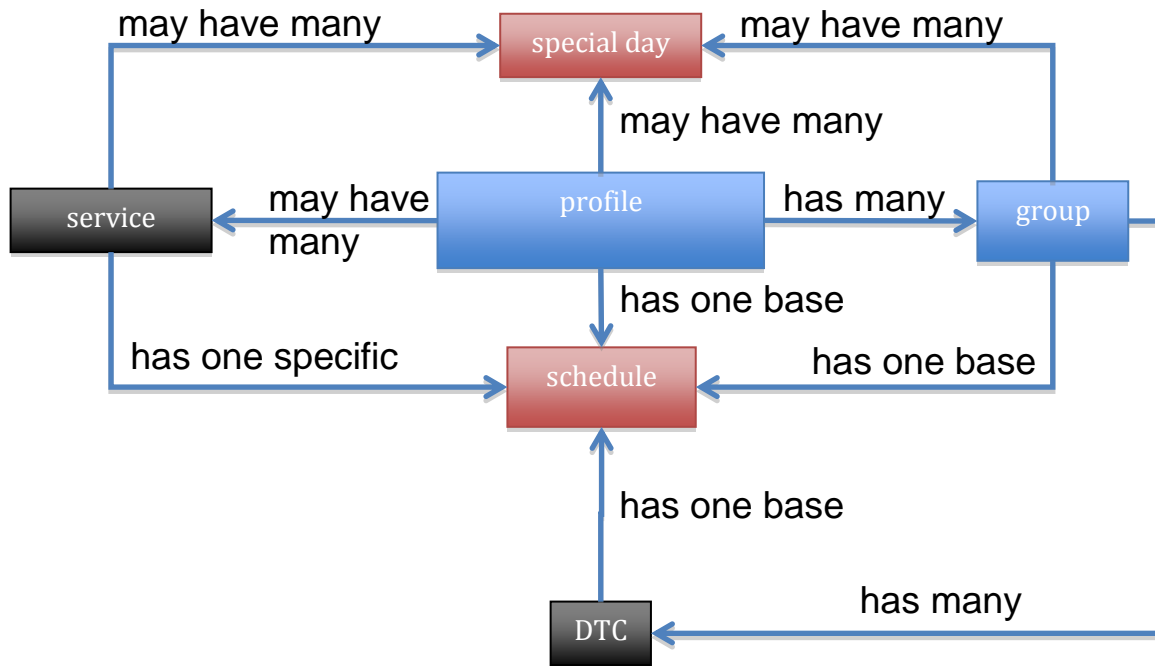 may have many
special day
may have many
may have many
service
may have
many
profile
has many
group
has one base
has one specific
schedule
has one base
has one base
DTC
has many